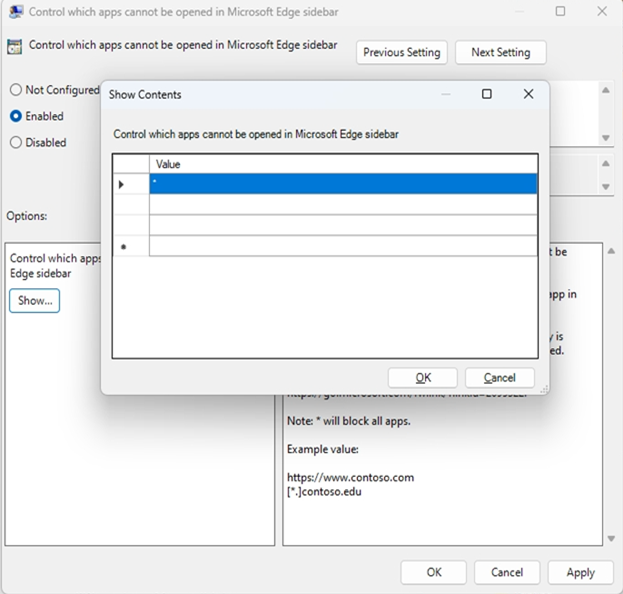 Control which apps cannot be opened in Microsoft Edge sidebar
Control which apps cannot be opened in Microsoft Edge sidebar
Previous Setting
Next Setting
Not Configured
Enabled
Disabled
Show Contents
Control which apps cannot be opened in Microsoft Edge sidebar
Value
*
*
OK
Cancel
Options:
Control which apps
Edge sidebar
Show...
t be
app in
y is
ed.
Note: * will block all apps.
Example value:
https://www.contoso.com
[*.]contoso.edu
OK
Cancel
Apply